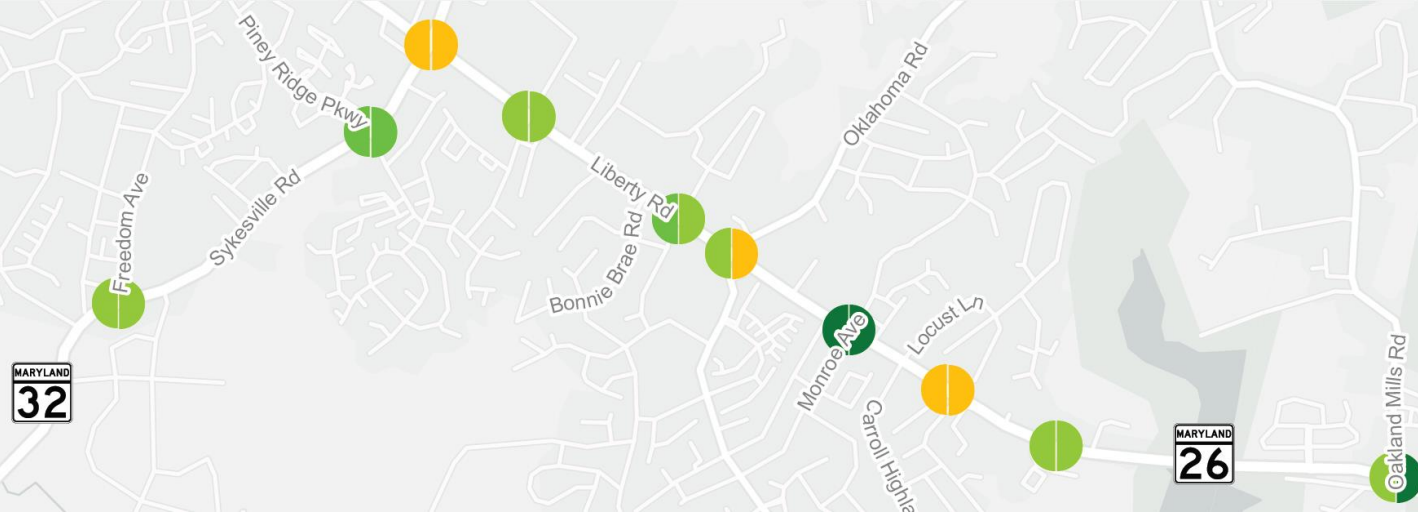 Piney Ridge Pkwy
Oklahoma Rd
Liberty Rd
Freedom Ave
Sykesville Rd
Bonnie Brae Rd
Locust Ln
Monroe Ave
Oakland Mills Rd
MARYLAND
32
Carroll Highla
MARYLAND
26